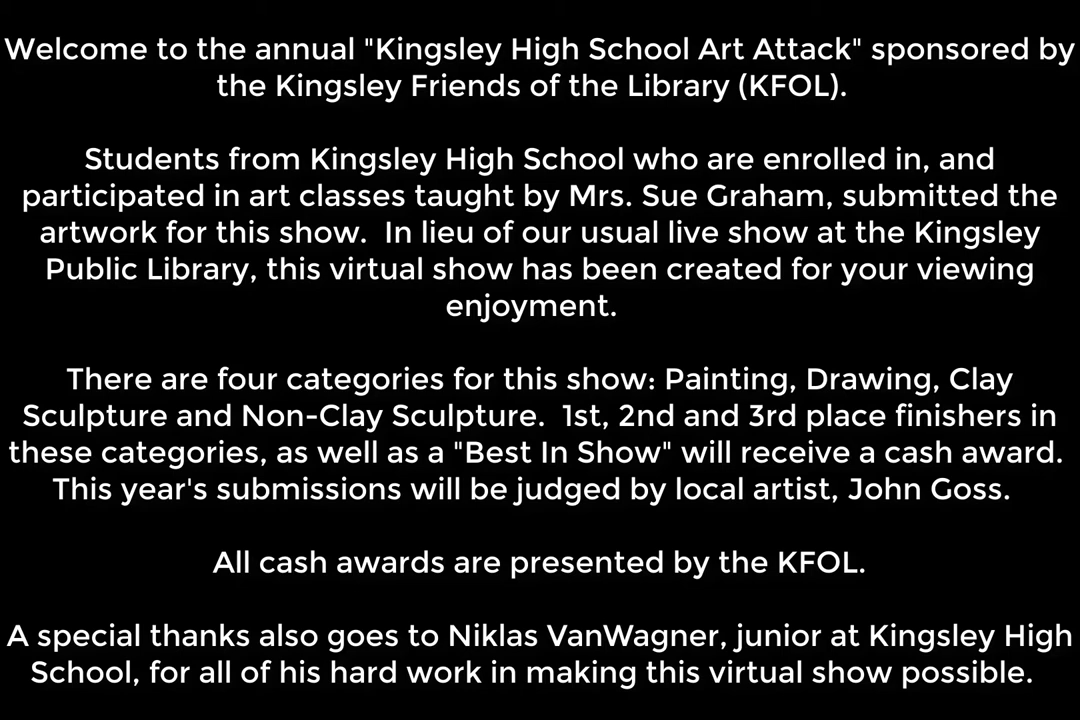 Welcome to the annual "Kingsley High School Art Attack" sponsored by
the Kingsley Friends of the Library (KFOL).
Students from Kingsley High School who are enrolled in, and
participated in art classes taught by Mrs. Sue Graham, submitted the
artwork for this show.  In lieu of our usual live show at the Kingsley
Public Library, this virtual show has been created for your viewing
enjoyment.
There are four categories for this show: Painting, Drawing, Clay
Sculpture and Non-Clay Sculpture.  1st, 2nd and 3rd place finishers in
these categories, as well as a "Best In Show" will receive a cash award.
This year's submissions will be judged by local artist, John Goss.
All cash awards are presented by the KFOL.
A special thanks also goes to Niklas VanWagner, junior at Kingsley High
School, for all of his hard work in making this virtual show possible.